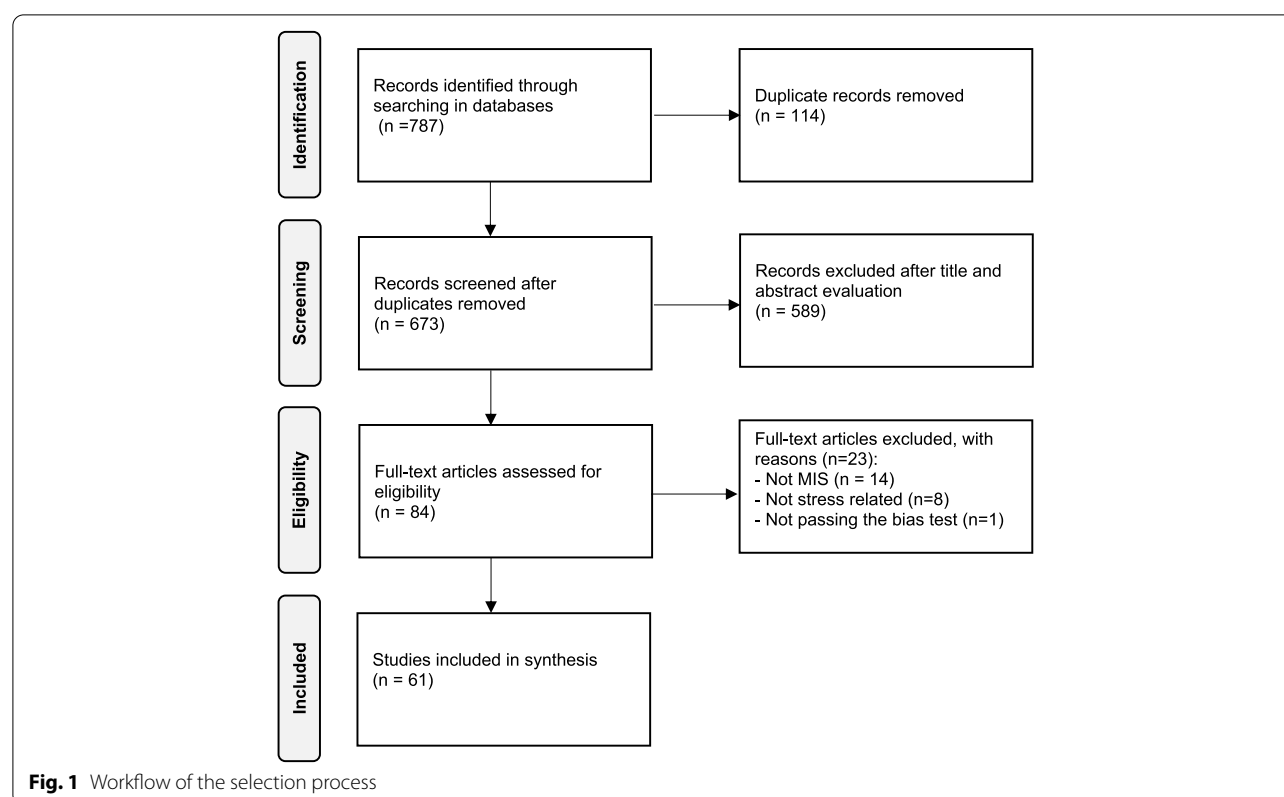 Identification
Records identified through
searching in databases
(n =787)
Duplicate records removed
(n = 114)
Screening
Records screened after
duplicates removed
(n = 673)
Records excluded after title and
abstract evaluation
(n = 589)
Eligibility
Full-text articles assessed for
eligibility
(n = 84)
Full-text articles excluded, with
reasons (n=23):
- Not MIS (n = 14)
- Not stress related (n=8)
- Not passing the bias test (n=1)
Included
Studies included in synthesis
(n = 61)
Fig. 1 Workflow of the selection process